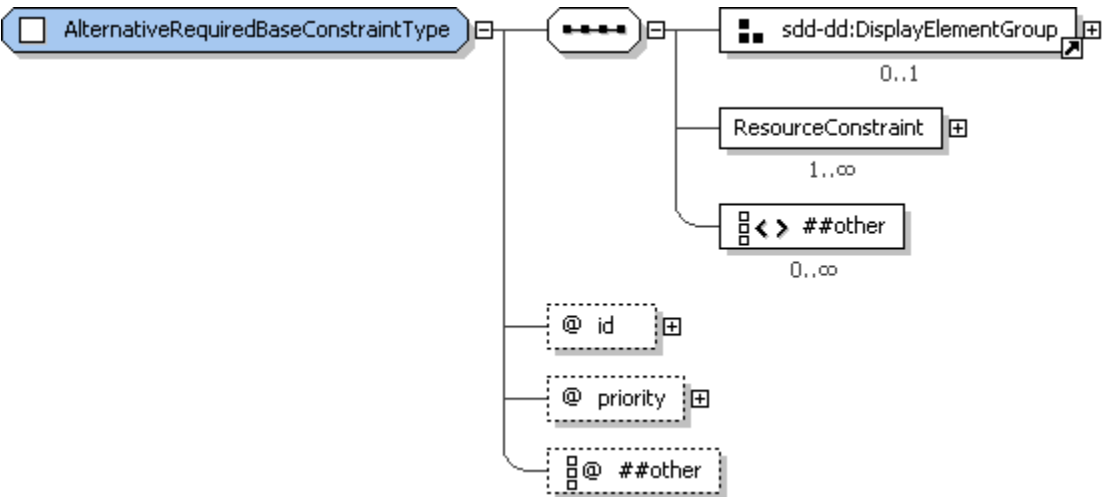 AlternativeRequiredBaseConstraintType
sdd-dd:DisplayElementGroup
0..1
ResourceConstraint
1..∞
##other
0..∞
@ id
@ priority
@ ##other